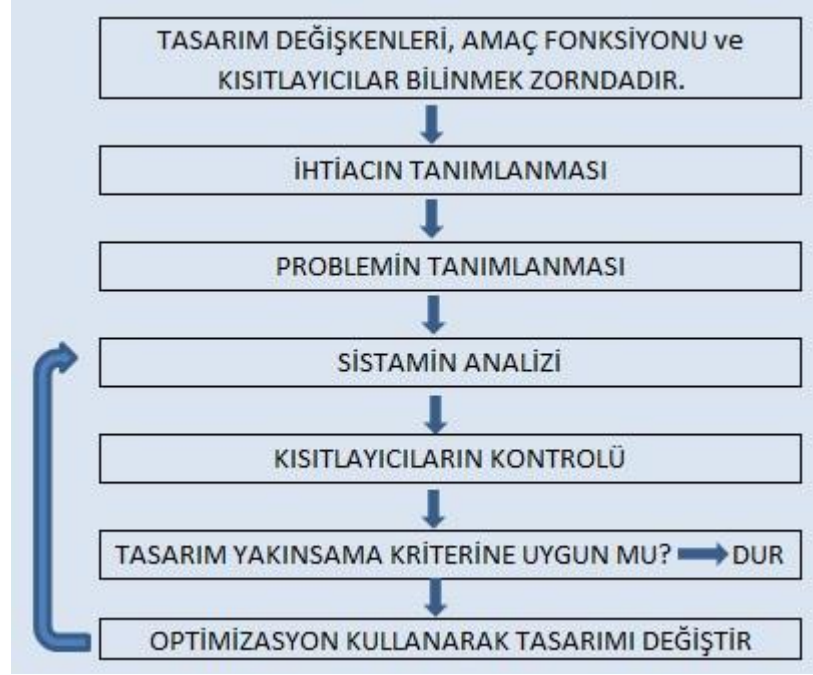 TASARIM DEĞİŞKENLERİ, AMAÇ FONKSİYONU ve
KISITLAYICILAR BİLİNMEK ZORNDADIR.
İHTİACIN TANIMLANMASI
PROBLEMİN TANIMLANMASI
SİSTAMİN ANALİZİ
KISITLAYICILARIN KONTROLÜ
TASARIM YAKINSAMA KRİTERİNE UYGUN MU? DUR
OPTİMİZASYON KULLANARAK TASARIMI DEĞİŞTİR